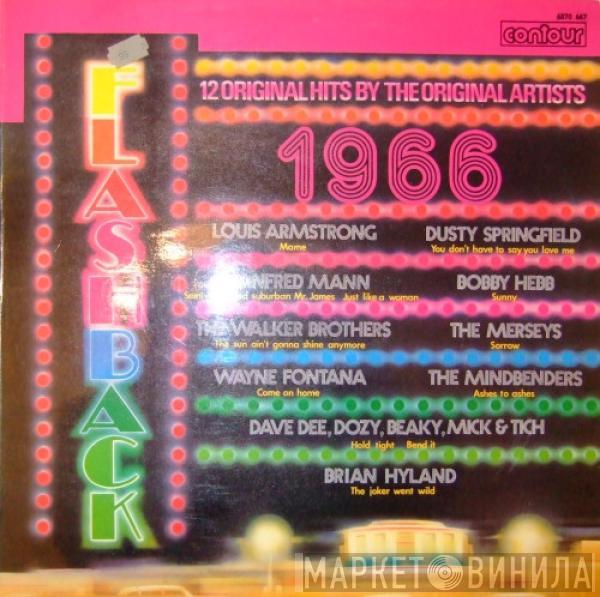 6870 667
contour
FLASHBACK
12 ORIGINAL HITS BY THE ORIGINAL ARTISTS
1966
LOUIS ARMSTRONG
Mame
DUSTY SPRINGFIELD
You don't have to say you love me
NFRED MANN
suburban Mr. James Just like a woman
BOBBY HEBB
Sunny
THE WALKER BROTHERS
The sun ain't gonna shine anymore
THE MERSEYS
Sorrow
WAYNE FONTANA
Come on home
THE MINDBENDERS
Ashes to ashes
DAVE DEE, DOZY, BEAKY, MICK & TICH
Hold tight Bend it
BRIAN HYLAND
The joker went wild
МАРКЕТ ВИНИЛА